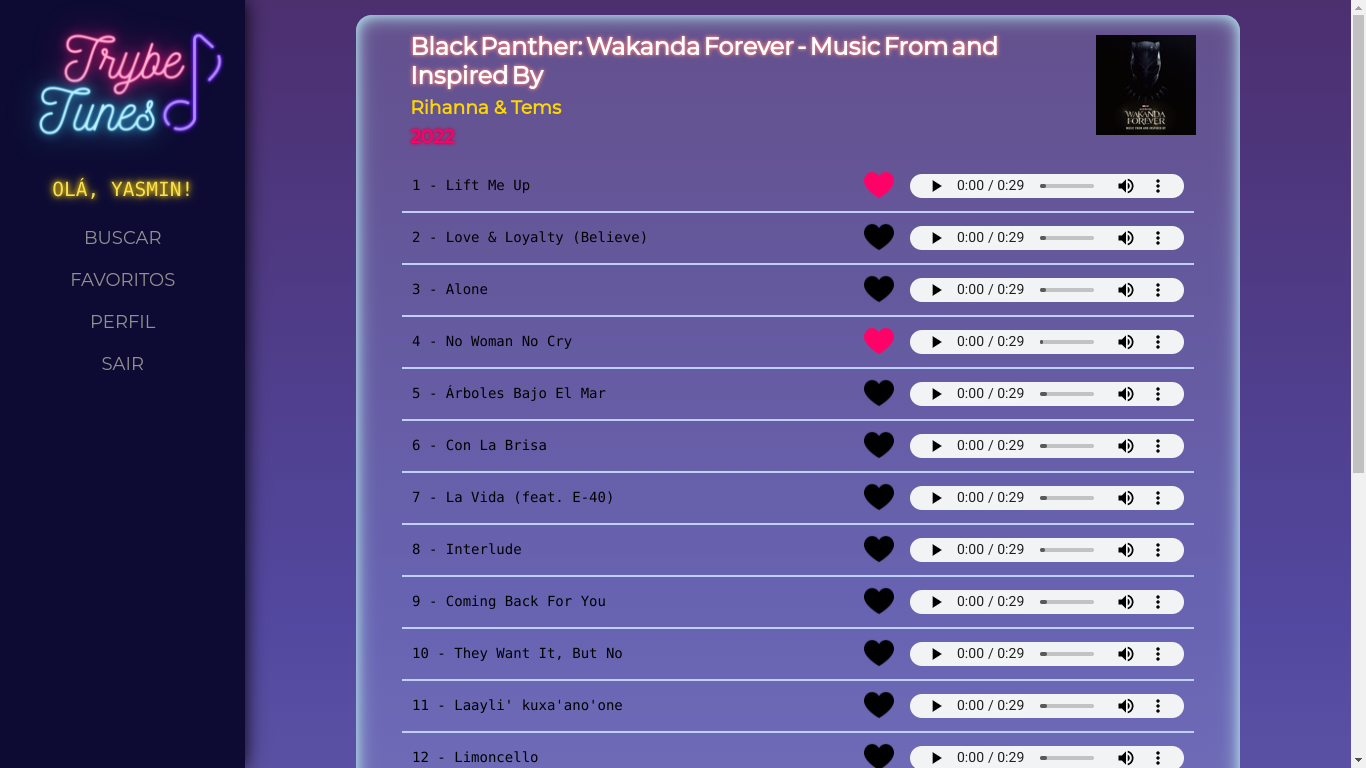 Trybe
Tunes
OLÁ, YASMIN!
BUSCAR
FAVORITOS
PERFIL
SAIR
Black Panther: Wakanda Forever - Music From and
Inspired By
Rihanna & Tems
2022
WAKANDA
FOREVER
MUSIC FROM AND INSPIRED BY
1 - Lift Me Up
0:00 / 0:29
2 - Love & Loyalty (Believe)
0:00 / 0:29
3 - Alone
0:00 / 0:29
4 - No Woman No Cry
0:00 / 0:29
5 - Árboles Bajo El Mar
0:00 / 0:29
6 - Con La Brisa
0:00 / 0:29
7 - La Vida (feat. E-40)
0:00 / 0:29
8 - Interlude
0:00 / 0:29
9 - Coming Back For You
0:00 / 0:29
10 - They Want It, But No
0:00 / 0:29
11 - Laayli' kuxa'ano'one
0:00 / 0:29
12 - Limoncello
0:00 / 0:29